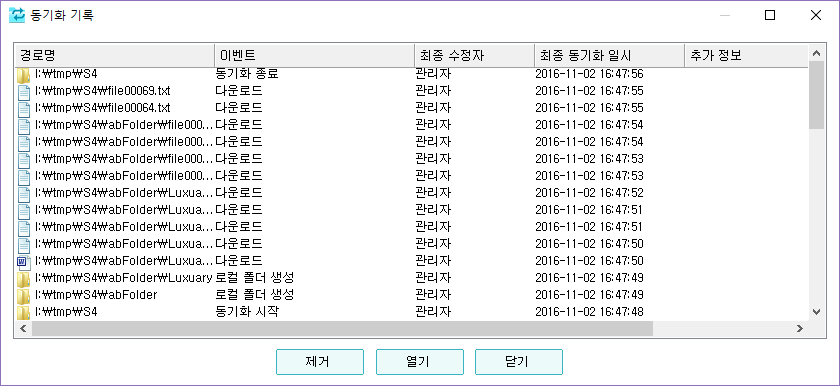 동기화 기록
경로명 이벤트 최종 수정자 최종 동기화 일시 추가 정보
I:₩tmp₩S4 동기화 종료 관리자 2016-11-02 16:47:56
I:₩tmp₩S4₩file00069.txt 다운로드 관리자 2016-11-02 16:47:55
I:₩tmp₩S4₩file00064.txt 다운로드 관리자 2016-11-02 16:47:55
I:₩tmp₩S4₩abFolder₩file000... 다운로드 관리자 2016-11-02 16:47:54
I:₩tmp₩S4₩abFolder₩file000... 다운로드 관리자 2016-11-02 16:47:54
I:₩tmp₩S4₩abFolder₩file000... 다운로드 관리자 2016-11-02 16:47:53
I:₩tmp₩S4₩abFolder₩file000... 다운로드 관리자 2016-11-02 16:47:53
I:₩tmp₩S4₩abFolder₩Luxua... 다운로드 관리자 2016-11-02 16:47:52
I:₩tmp₩S4₩abFolder₩Luxua... 다운로드 관리자 2016-11-02 16:47:51
I:₩tmp₩S4₩abFolder₩Luxua... 다운로드 관리자 2016-11-02 16:47:51
I:₩tmp₩S4₩abFolder₩Luxua... 다운로드 관리자 2016-11-02 16:47:50
I:₩tmp₩S4₩abFolder₩Luxua... 다운로드 관리자 2016-11-02 16:47:50
I:₩tmp₩S4₩abFolder₩Luxuary 로컬 폴더 생성 관리자 2016-11-02 16:47:49
I:₩tmp₩S4₩abFolder 로컬 폴더 생성 관리자 2016-11-02 16:47:49
I:₩tmp₩S4 동기화 시작 관리자 2016-11-02 16:47:48
제거 열기 닫기